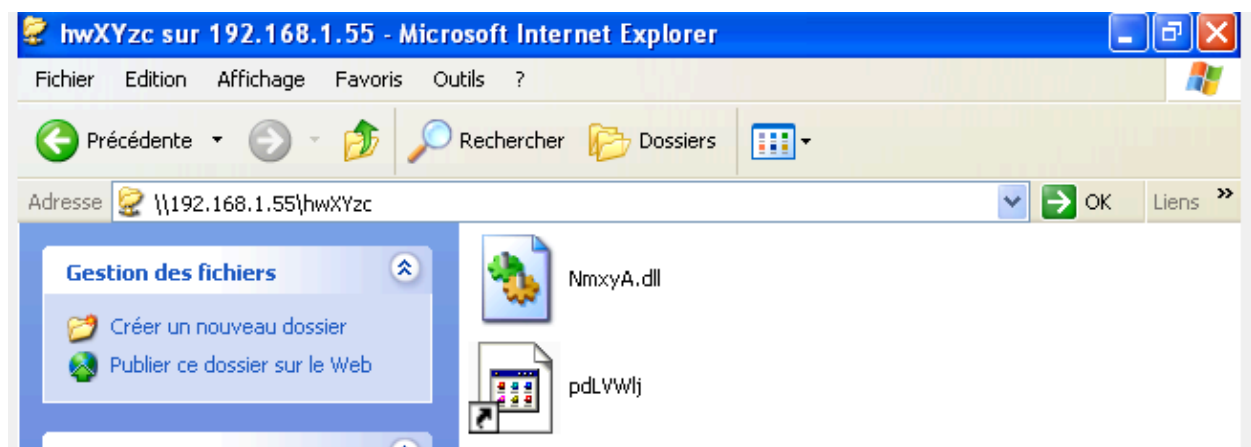 hwXYzc sur 192.168.1.55 - Microsoft Internet Explorer
Fichier Edition Affichage Favoris Outils ?
Précédente Rechercher Dossiers
Adresse \\192.168.1.55\hwXYzc OK Liens »
Gestion des fichiers
Créer un nouveau dossier
Publier ce dossier sur le Web
NmxyA.dll
pdLVWlj